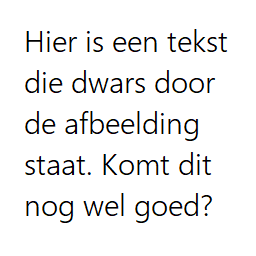 Hier is een tekst
die dwars door
de afbeelding
staat. Komt dit
nog wel goed?